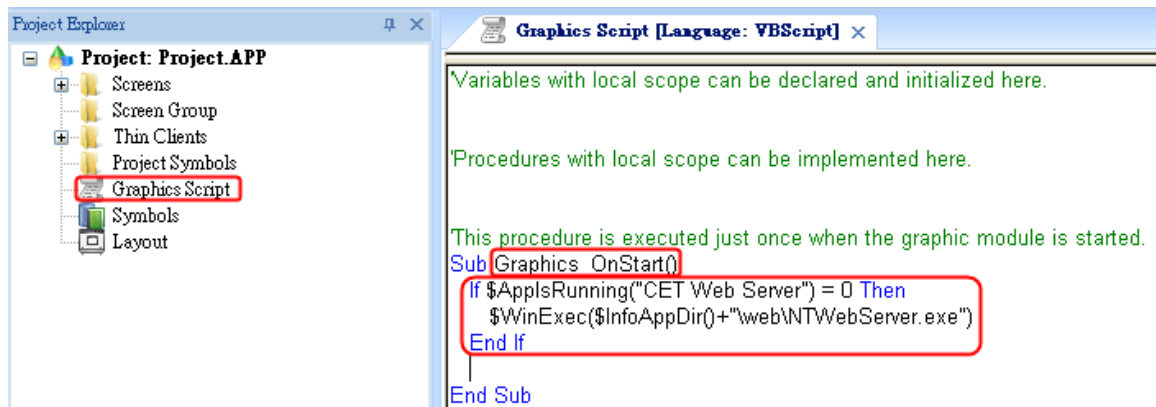 Project Explorer
Project: Project.APP
Screens
Screen Group
Thin Clients
Project Symbols
Graphics Script
Symbols
Layout
Graphics Script [Language: VBScript]
'Variables with local scope can be declared and initialized here.
'Procedures with local scope can be implemented here.
'This procedure is executed just once when the graphic module is started.
Sub Graphics_OnStart()
If $AppIsRunning("CET Web Server") = 0 Then
$WinExec($InfoAppDir()+"\web\NTWebServer.exe")
End If
End Sub